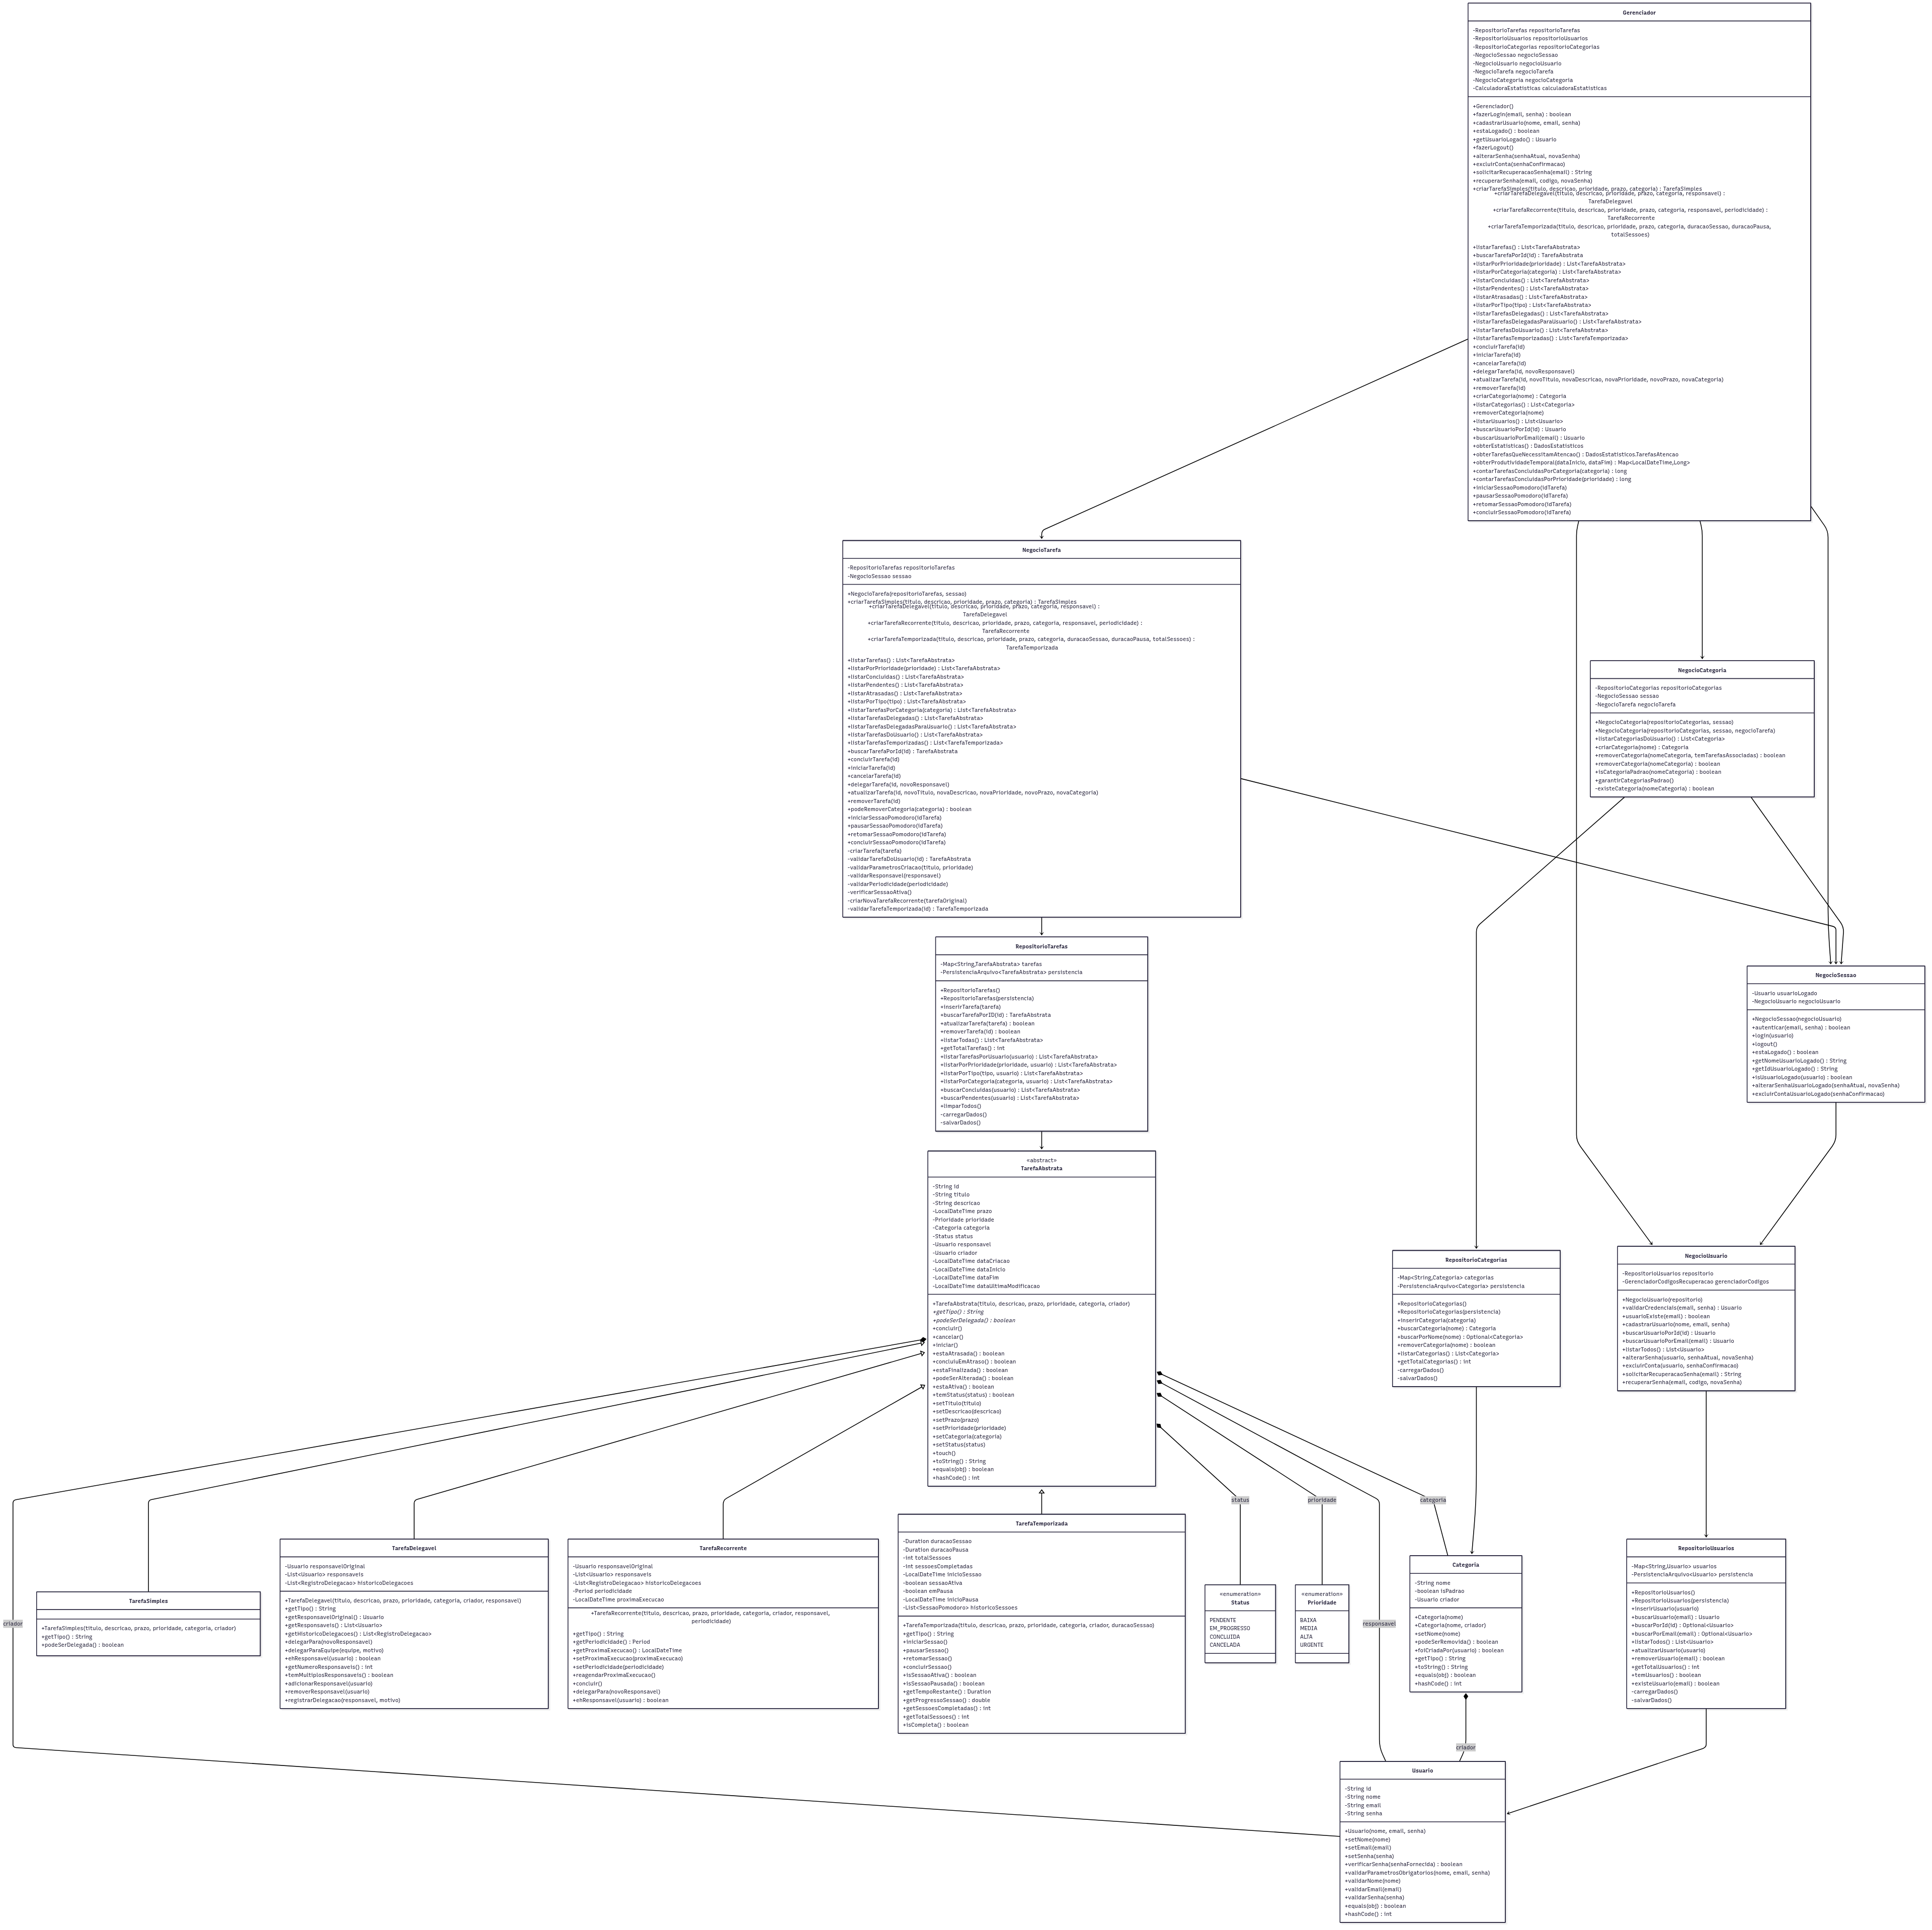 Gerenciador
-RepositorioTarefas repositorioTarefas
-RepositorioUsuarios repositorioUsuarios
-RepositorioCategorias repositorioCategorias
-NegocioSessao negocioSessao
-NegocioUsuario negocioUsuario
-NegocioTarefa negocioTarefa
-NegocioCategoria negocioCategoria
-CalculadoraEstatisticas calculadoraEstatisticas
+Gerenciador()
+fazerLogin(email, senha) : boolean
+cadastrarUsuario(nome, email, senha)
+estaLogado() : boolean
+getUsuarioLogado() : Usuario
+fazerLogout()
+alterarSenha(senhaAtual, novaSenha)
+excluirConta(senhaConfirmacao)
+solicitarRecuperacaoSenha(email) : String
+recuperarSenha(email, codigo, novaSenha)
+criarTarefaSimples(titulo, descricao, prioridade, prazo, categoria) : TarefaSimples
+criarTarefaDelegavel(titulo, descricao, prioridade, prazo, categoria, responsavel) :
TarefaDelegavel
+criarTarefaRecorrente(titulo, descricao, prioridade, prazo, categoria, responsavel, periodicidade) :
TarefaRecorrente
+criarTarefaTemporizada(titulo, descricao, prioridade, prazo, categoria, duracaoSessao, duracaoPausa,
totalSessoes)
+listarTarefas() : List<TarefaAbstrata>
+buscarTarefaPorId(id) : TarefaAbstrata
+listarPorPrioridade(prioridade) : List<TarefaAbstrata>
+listarPorCategoria(categoria) : List<TarefaAbstrata>
+listarConcluidas() : List<TarefaAbstrata>
+listarPendentes() : List<TarefaAbstrata>
+listarAtrasadas() : List<TarefaAbstrata>
+listarPorTipo(tipo) : List<TarefaAbstrata>
+listarTarefasDelegadas() : List<TarefaAbstrata>
+listarTarefasDelegadasParaUsuario() : List<TarefaAbstrata>
+listarTarefasDoUsuario() : List<TarefaAbstrata>
+listarTarefasTemporizadas() : List<TarefaTemporizada>
+concluirTarefa(id)
+iniciarTarefa(id)
+cancelarTarefa(id)
+delegarTarefa(id, novoResponsavel)
+atualizarTarefa(id, novoTitulo, novaDescricao, novaPrioridade, novoPrazo, novaCategoria)
+removerTarefa(id)
+criarCategoria(nome) : Categoria
+listarCategorias() : List<Categoria>
+removerCategoria(nome)
+listarUsuarios() : List<Usuario>
+buscarUsuarioPorId(id) : Usuario
+buscarUsuarioPorEmail(email) : Usuario
+obterEstatisticas() : DadosEstatisticos
+obterTarefasQueNecessitamAtencao() : DadosEstatisticos.TarefasAtencao
+obterProdutividadeTemporal(dataInicio, dataFim) : Map<LocalDateTime,Long>
+contarTarefasConcluidasPorCategoria(categoria) : long
+contarTarefasConcluidasPorPrioridade(prioridade) : long
+iniciarSessaoPomodoro(idTarefa)
+pausarSessaoPomodoro(idTarefa)
+retomarSessaoPomodoro(idTarefa)
+concluirSessaoPomodoro(idTarefa)
NegocioTarefa
-RepositorioTarefas repositorioTarefas
-NegocioSessao sessao
+NegocioTarefa(repositorioTarefas, sessao)
+criarTarefaSimples(titulo, descricao, prioridade, prazo, categoria) : TarefaSimples
+criarTarefaDelegavel(titulo, descricao, prioridade, prazo, categoria, responsavel) :
TarefaDelegavel
+criarTarefaRecorrente(titulo, descricao, prioridade, prazo, categoria, responsavel, periodicidade) :
TarefaRecorrente
+criarTarefaTemporizada(titulo, descricao, prioridade, prazo, categoria, duracaoSessao, duracaoPausa, totalSessoes) :
TarefaTemporizada
+listarTarefas() : List<TarefaAbstrata>
+listarPorPrioridade(prioridade) : List<TarefaAbstrata>
+listarConcluidas() : List<TarefaAbstrata>
+listarPendentes() : List<TarefaAbstrata>
+listarAtrasadas() : List<TarefaAbstrata>
+listarPorTipo(tipo) : List<TarefaAbstrata>
+listarTarefasPorCategoria(categoria) : List<TarefaAbstrata>
+listarTarefasDelegadas() : List<TarefaAbstrata>
+listarTarefasDelegadasParaUsuario() : List<TarefaAbstrata>
+listarTarefasDoUsuario() : List<TarefaAbstrata>
+listarTarefasTemporizadas() : List<TarefaTemporizada>
+buscarTarefaPorId(id) : TarefaAbstrata
+concluirTarefa(id)
+iniciarTarefa(id)
+cancelarTarefa(id)
+delegarTarefa(id, novoResponsavel)
+atualizarTarefa(id, novoTitulo, novaDescricao, novaPrioridade, novoPrazo, novaCategoria)
+removerTarefa(id)
+podeRemoverCategoria(categoria) : boolean
+iniciarSessaoPomodoro(idTarefa)
+pausarSessaoPomodoro(idTarefa)
+retomarSessaoPomodoro(idTarefa)
+concluirSessaoPomodoro(idTarefa)
-criarTarefa(tarefa)
-validarTarefaDoUsuario(id) : TarefaAbstrata
-validarParametrosCriacao(titulo, prioridade)
-validarResponsavel(responsavel)
-validarPeriodicidade(periodicidade)
-verificarSessaoAtiva()
-criarNovaTarefaRecorrente(tarefaOriginal)
-validarTarefaTemporizada(id) : TarefaTemporizada
NegocioCategoria
-RepositorioCategorias repositorioCategorias
-NegocioSessao sessao
-NegocioTarefa negocioTarefa
+NegocioCategoria(repositorioCategorias, sessao)
+NegocioCategoria(repositorioCategorias, sessao, negocioTarefa)
+listarCategoriasDoUsuario() : List<Categoria>
+criarCategoria(nome) : Categoria
+removerCategoria(nomeCategoria, temTarefasAssociadas) : boolean
+removerCategoria(nomeCategoria) : boolean
+isCategoriaPadrao(nomeCategoria) : boolean
+garantirCategoriasPadrao()
-existeCategoria(nomeCategoria) : boolean
RepositorioTarefas
-Map<String,TarefaAbstrata> tarefas
-PersistenciaArquivo<TarefaAbstrata> persistencia
+RepositorioTarefas()
+RepositorioTarefas(persistencia)
+inserirTarefa(tarefa)
+buscarTarefaPorID(id) : TarefaAbstrata
+atualizarTarefa(tarefa) : boolean
+removerTarefa(id) : boolean
+listarTodas() : List<TarefaAbstrata>
+getTotalTarefas() : int
+listarTarefasPorUsuario(usuario) : List<TarefaAbstrata>
+listarPorPrioridade(prioridade, usuario) : List<TarefaAbstrata>
+listarPorTipo(tipo, usuario) : List<TarefaAbstrata>
+listarPorCategoria(categoria, usuario) : List<TarefaAbstrata>
+buscarConcluidas(usuario) : List<TarefaAbstrata>
+buscarPendentes(usuario) : List<TarefaAbstrata>
+limparTodos()
-carregarDados()
-salvarDados()
NegocioSessao
-Usuario usuarioLogado
-NegocioUsuario negocioUsuario
+NegocioSessao(negocioUsuario)
+autenticar(email, senha) : boolean
+login(usuario)
+logout()
+estaLogado() : boolean
+getNomeUsuarioLogado() : String
+getIdUsuarioLogado() : String
+isUsuarioLogado(usuario) : boolean
+alterarSenhaUsuarioLogado(senhaAtual, novaSenha)
+excluirContaUsuarioLogado(senhaConfirmacao)
«abstract»
TarefaAbstrata
-String id
-String titulo
-String descricao
-LocalDateTime prazo
-Prioridade prioridade
-Categoria categoria
-Status status
-Usuario responsavel
-Usuario criador
-LocalDateTime dataCriacao
-LocalDateTime dataInicio
-LocalDateTime dataFim
-LocalDateTime dataUltimaModificacao
+TarefaAbstrata(titulo, descricao, prazo, prioridade, categoria, criador)
+getTipo() : String
+podeSerDelegada() : boolean
+concluir()
+cancelar()
+iniciar()
+estaAtrasada() : boolean
+concluiuEmAtraso() : boolean
+estaFinalizada() : boolean
+podeSerAlterada() : boolean
+estaAtiva() : boolean
+temStatus(status) : boolean
+setTitulo(titulo)
+setDescricao(descricao)
+setPrazo(prazo)
+setPrioridade(prioridade)
+setCategoria(categoria)
+setStatus(status)
+touch()
+toString() : String
+equals(obj) : boolean
+hashCode() : int
RepositorioCategorias
-Map<String,Categoria> categorias
-PersistenciaArquivo<Categoria> persistencia
+RepositorioCategorias()
+RepositorioCategorias(persistencia)
+inserirCategoria(categoria)
+buscarCategoria(nome) : Categoria
+buscarPorNome(nome) : Optional<Categoria>
+removerCategoria(nome) : boolean
+listarCategorias() : List<Categoria>
+getTotalCategorias() : int
-carregarDados()
-salvarDados()
NegocioUsuario
-RepositorioUsuarios repositorio
-GerenciadorCodigosRecuperacao gerenciadorCodigos
+NegocioUsuario(repositorio)
+validarCredenciais(email, senha) : Usuario
+usuarioExiste(email) : boolean
+cadastrarUsuario(nome, email, senha)
+buscarUsuarioPorId(id) : Usuario
+buscarUsuarioPorEmail(email) : Usuario
+listarTodos() : List<Usuario>
+alterarSenha(usuario, senhaAtual, novaSenha)
+excluirConta(usuario, senhaConfirmacao)
+solicitarRecuperacaoSenha(email) : String
+recuperarSenha(email, codigo, novaSenha)
status
prioridade
categoria
criador
TarefaSimples
+TarefaSimples(titulo, descricao, prazo, prioridade, categoria, criador)
+getTipo() : String
+podeSerDelegada() : boolean
TarefaDelegavel
-Usuario responsavelOriginal
-List<Usuario> responsaveis
-List<RegistroDelegacao> historicoDelegacoes
+TarefaDelegavel(titulo, descricao, prazo, prioridade, categoria, criador, responsavel)
+getTipo() : String
+getResponsavelOriginal() : Usuario
+getResponsaveis() : List<Usuario>
+getHistoricoDelegacoes() : List<RegistroDelegacao>
+delegarPara(novoResponsavel)
+delegarParaEquipe(equipe, motivo)
+ehResponsavel(usuario) : boolean
+getNumeroResponsaveis() : int
+temMultiplosResponsaveis() : boolean
+adicionarResponsavel(usuario)
+removerResponsavel(usuario)
+registrarDelegacao(responsavel, motivo)
TarefaRecorrente
-Usuario responsavelOriginal
-List<Usuario> responsaveis
-List<RegistroDelegacao> historicoDelegacoes
-Period periodicidade
-LocalDateTime proximaExecucao
+TarefaRecorrente(titulo, descricao, prazo, prioridade, categoria, criador, responsavel,
periodicidade)
+getTipo() : String
+getPeriodicidade() : Period
+getProximaExecucao() : LocalDateTime
+setProximaExecucao(proximaExecucao)
+setPeriodicidade(periodicidade)
+reagendarProximaExecucao()
+concluir()
+delegarPara(novoResponsavel)
+ehResponsavel(usuario) : boolean
TarefaTemporizada
-Duration duracaoSessao
-Duration duracaoPausa
-int totalSessoes
-int sessoesCompletadas
-LocalDateTime inicioSessao
-boolean sessaoAtiva
-boolean emPausa
-LocalDateTime inicioPausa
-List<SessaoPomodoro> historicoSessoes
+TarefaTemporizada(titulo, descricao, prazo, prioridade, categoria, criador, duracaoSessao)
+getTipo() : String
+iniciarSessao()
+pausarSessao()
+retomarSessao()
+concluirSessao()
+isSessaoAtiva() : boolean
+isSessaoPausada() : boolean
+getTempoRestante() : Duration
+getProgressoSessao() : double
+getSessoesCompletadas() : int
+getTotalSessoes() : int
+isCompleta() : boolean
«enumeration»
Status
PENDENTE
EM_PROGRESSO
CONCLUIDA
CANCELADA
«enumeration»
Prioridade
BAIXA
MEDIA
ALTA
URGENTE
responsavel
Categoria
-String nome
-boolean isPadrao
-Usuario criador
+Categoria(nome)
+Categoria(nome, criador)
+setNome(nome)
+podeSerRemovida() : boolean
+foiCriadaPor(usuario) : boolean
+getTipo() : String
+toString() : String
+equals(obj) : boolean
+hashCode() : int
RepositorioUsuarios
-Map<String,Usuario> usuarios
-PersistenciaArquivo<Usuario> persistencia
+RepositorioUsuarios()
+RepositorioUsuarios(persistencia)
+inserirUsuario(usuario)
+buscarUsuario(email) : Usuario
+buscarPorId(id) : Optional<Usuario>
+buscarPorEmail(email) : Optional<Usuario>
+listarTodos() : List<Usuario>
+atualizarUsuario(usuario)
+removerUsuario(email) : boolean
+getTotalUsuarios() : int
+temUsuarios() : boolean
+existeUsuario(email) : boolean
-carregarDados()
-salvarDados()
criador
Usuario
-String id
-String nome
-String email
-String senha
+Usuario(nome, email, senha)
+setNome(nome)
+setEmail(email)
+setSenha(senha)
+verificarSenha(senhaFornecida) : boolean
+validarParametrosObrigatorios(nome, email, senha)
+validarNome(nome)
+validarEmail(email)
+validarSenha(senha)
+equals(obj) : boolean
+hashCode() : int